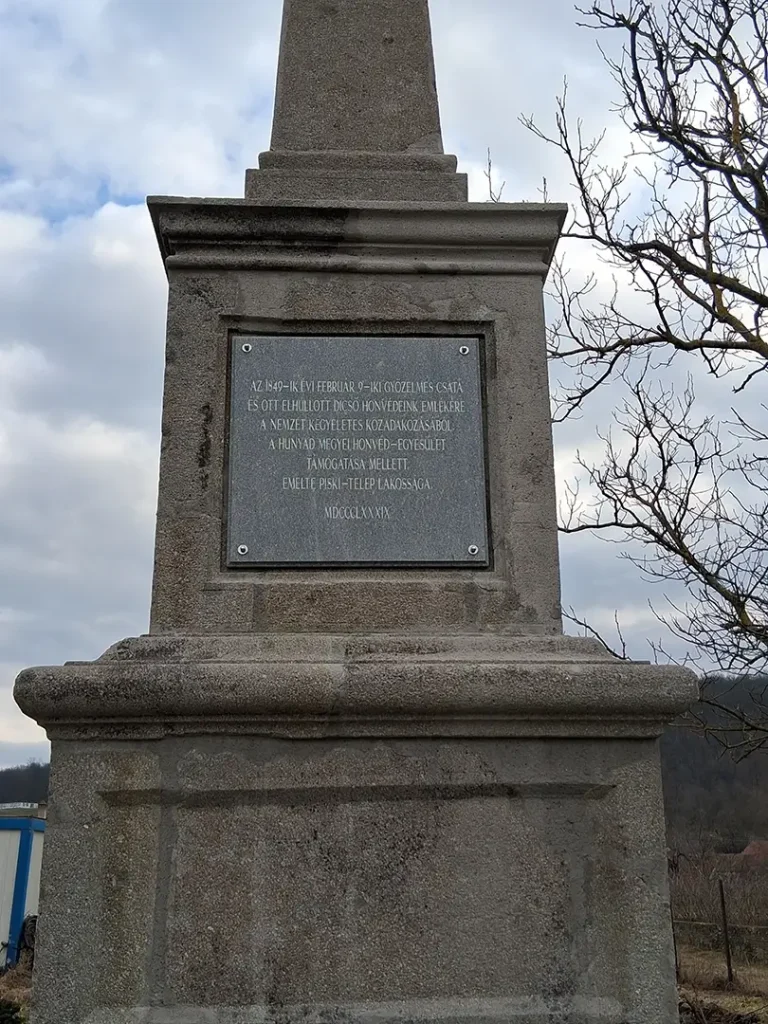 AZ 1849-IK ÉVI FEBRUÁR 9-IKI GYŐZELMES CSATA
ÉS OTT ELHULLOTT DICSŐ HONVÉDEINK EMLÉKÉRE
A NEMZET KEGYELETES KÖZADAKOZÁSÁBÓL
A HUNYAD MEGYEI HONVÉD-EGYESÜLET
TÁMOGATÁSA MELLETT.
EMELTE PISKI-TELEP LAKOSSÁGA.
MDCCCLXXXIX